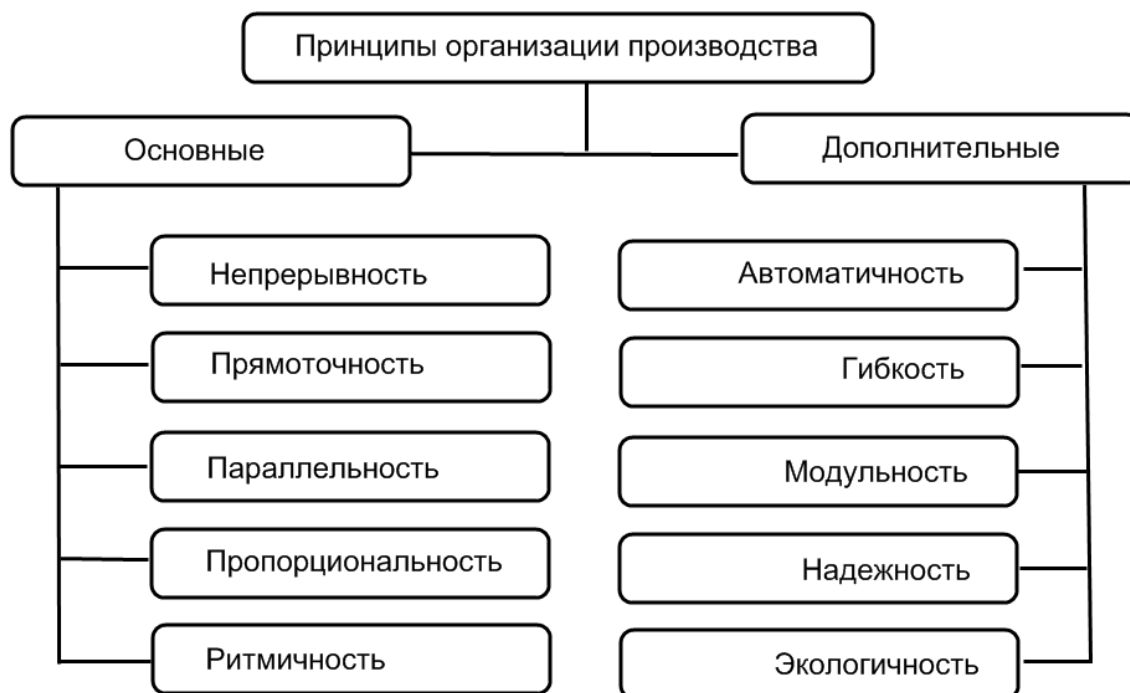 Принципы организации производства
Основные
Дополнительные
Непрерывность
Автоматичность
Прямоточность
Гибкость
Параллельность
Модульность
Пропорциональность
Надежность
Ритмичность
Экологичность